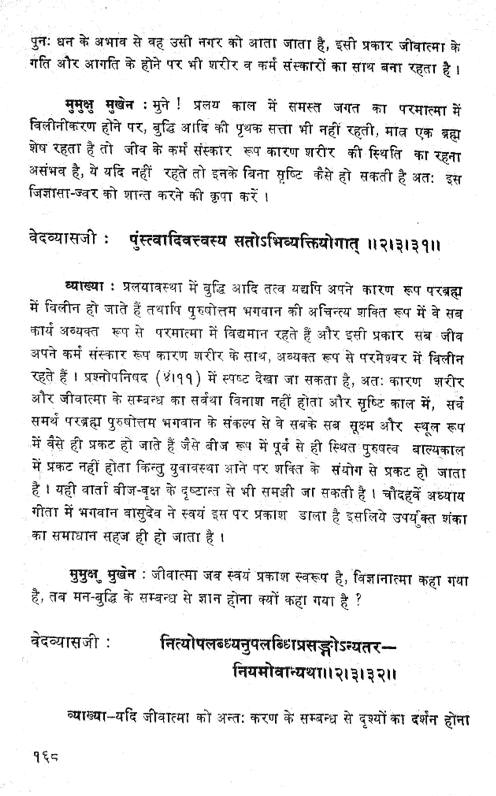 पुनः धन के अभाव से वह उसी नगर को आता जाता है, इसी प्रकार जीवात्मा के
गति और आगति के होने पर भी शरीर व कर्म संस्कारों का साथ बना रहता है ।
मुमुक्षु मुखेन : मुने ! प्रलय काल में समस्त जगत का परमात्मा में
विलीनीकरण होने पर, बुद्धि आदि की पृथक सत्ता भी नहीं रहती, मात्र एक ब्रह्म
शेष रहता है तो जीव के कर्म संस्कार रूप कारण शरीर की स्थिति का रहना
असंभव है, ये यदि नहीं रहते तो इनके बिना सृष्टि कैसे हो सकती है अतः इस
जिज्ञासा-ज्वर को शान्त करने की कृपा करें ।
वेदव्यासजी : पुंस्त्वादिवत्त्वस्य सतोऽभिव्यक्तियोगात् ॥२।३।३१॥
व्याख्या : प्रलयावस्था में बुद्धि आदि तत्व यद्यपि अपने कारण रूप परब्रह्म
में विलीन हो जाते हैं तथापि पुरुषोत्तम भगवान की अचिन्त्य शक्ति रूप में वे सब
कार्य अव्यक्त रूप से परमात्मा में विद्यमान रहते हैं और इसी प्रकार सब जीव
अपने कर्म संस्कार रूप कारण शरीर के साथ, अव्यक्त रूप से परमेश्वर में विलीन
रहते हैं । प्रश्नोपनिषद (४।११) में स्पष्ट देखा जा सकता है, अतः कारण शरीर
और जीवात्मा के सम्बन्ध का सर्वथा विनाश नहीं होता और सृष्टि काल में, सर्व
समर्थ परब्रह्म पुरुषोत्तम भगवान के संकल्प से वे सबके सब सूक्ष्म और स्थूल रूप
में वैसे ही प्रकट हो जाते हैं जैसे बीज रूप में पूर्व से ही स्थित पुरुषत्व बाल्यकाल
में प्रकट नहीं होता किन्तु युवावस्था आने पर शक्ति के संयोग से प्रकट हो जाता
है । यही वार्ता बीज-बृक्ष के दृष्टान्त से भी समझी जा सकती है । चौदहवें अध्याय
गीता में भगवान वासुदेव ने स्वयं इस पर प्रकाश डाला है इसलिये उपर्युक्त शंका
का समाधान सहज ही हो जाता है ।
मुमुक्षु मुखेन : जीवात्मा जब स्वयं प्रकाश स्वरूप है, विज्ञानात्मा कहा गया
है, तब मन-बुद्धि के सम्बन्ध से ज्ञान होना क्यों कहा गया है ?
वेदव्यासजी : नित्योपलब्ध्यनुपलब्धिप्रसङ्गोऽन्यतर—
नियमोवान्यथा॥२।३।३२॥
व्याख्या–यदि जीवात्मा को अन्तः करण के सम्बन्ध से दृश्यों का दर्शन होना
१६८